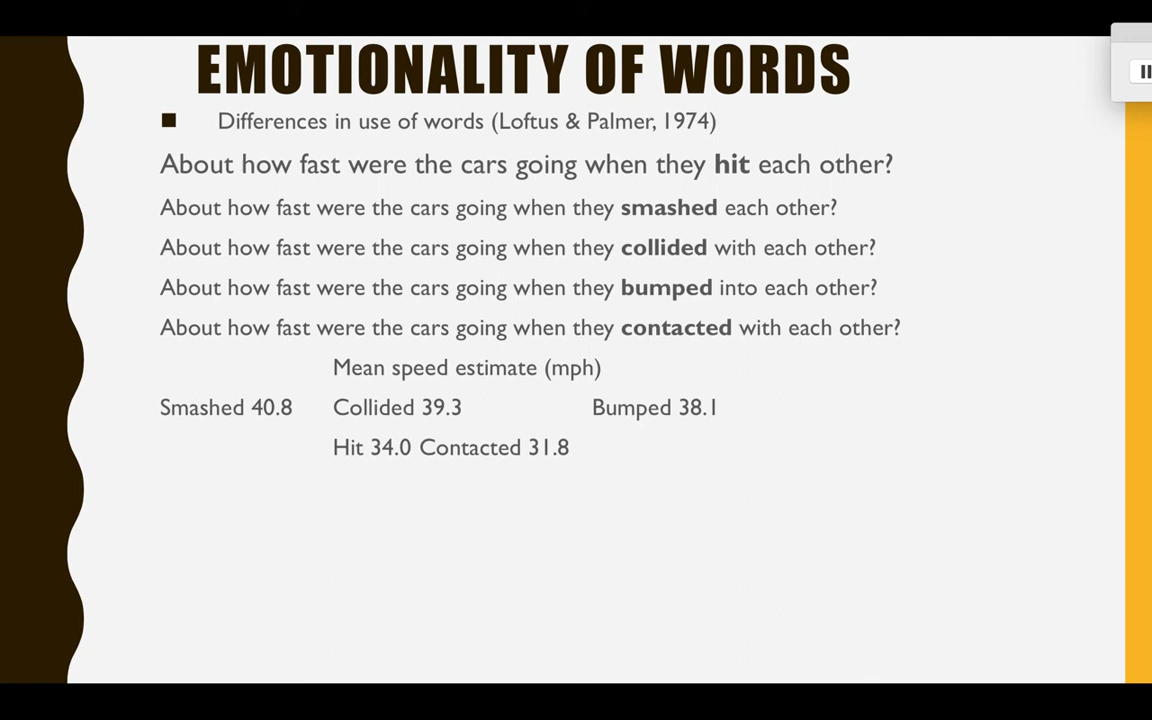 EMOTIONALITY OF WORDS
■ Differences in use of words (Loftus & Palmer, 1974)
About how fast were the cars going when they hit each other?
About how fast were the cars going when they smashed each other?
About how fast were the cars going when they collided with each other?
About how fast were the cars going when they bumped into each other?
About how fast were the cars going when they contacted with each other?
Mean speed estimate (mph)
Smashed 40.8 Collided 39.3 Bumped 38.1
Hit 34.0 Contacted 31.8